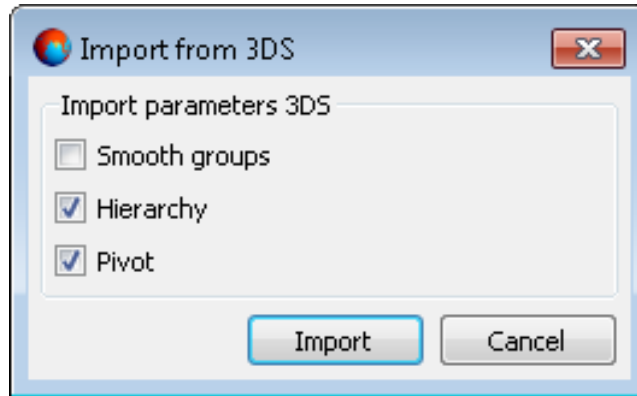 Import from 3DS
Import parameters 3DS
Smooth groups
Hierarchy
Pivot
Import Cancel